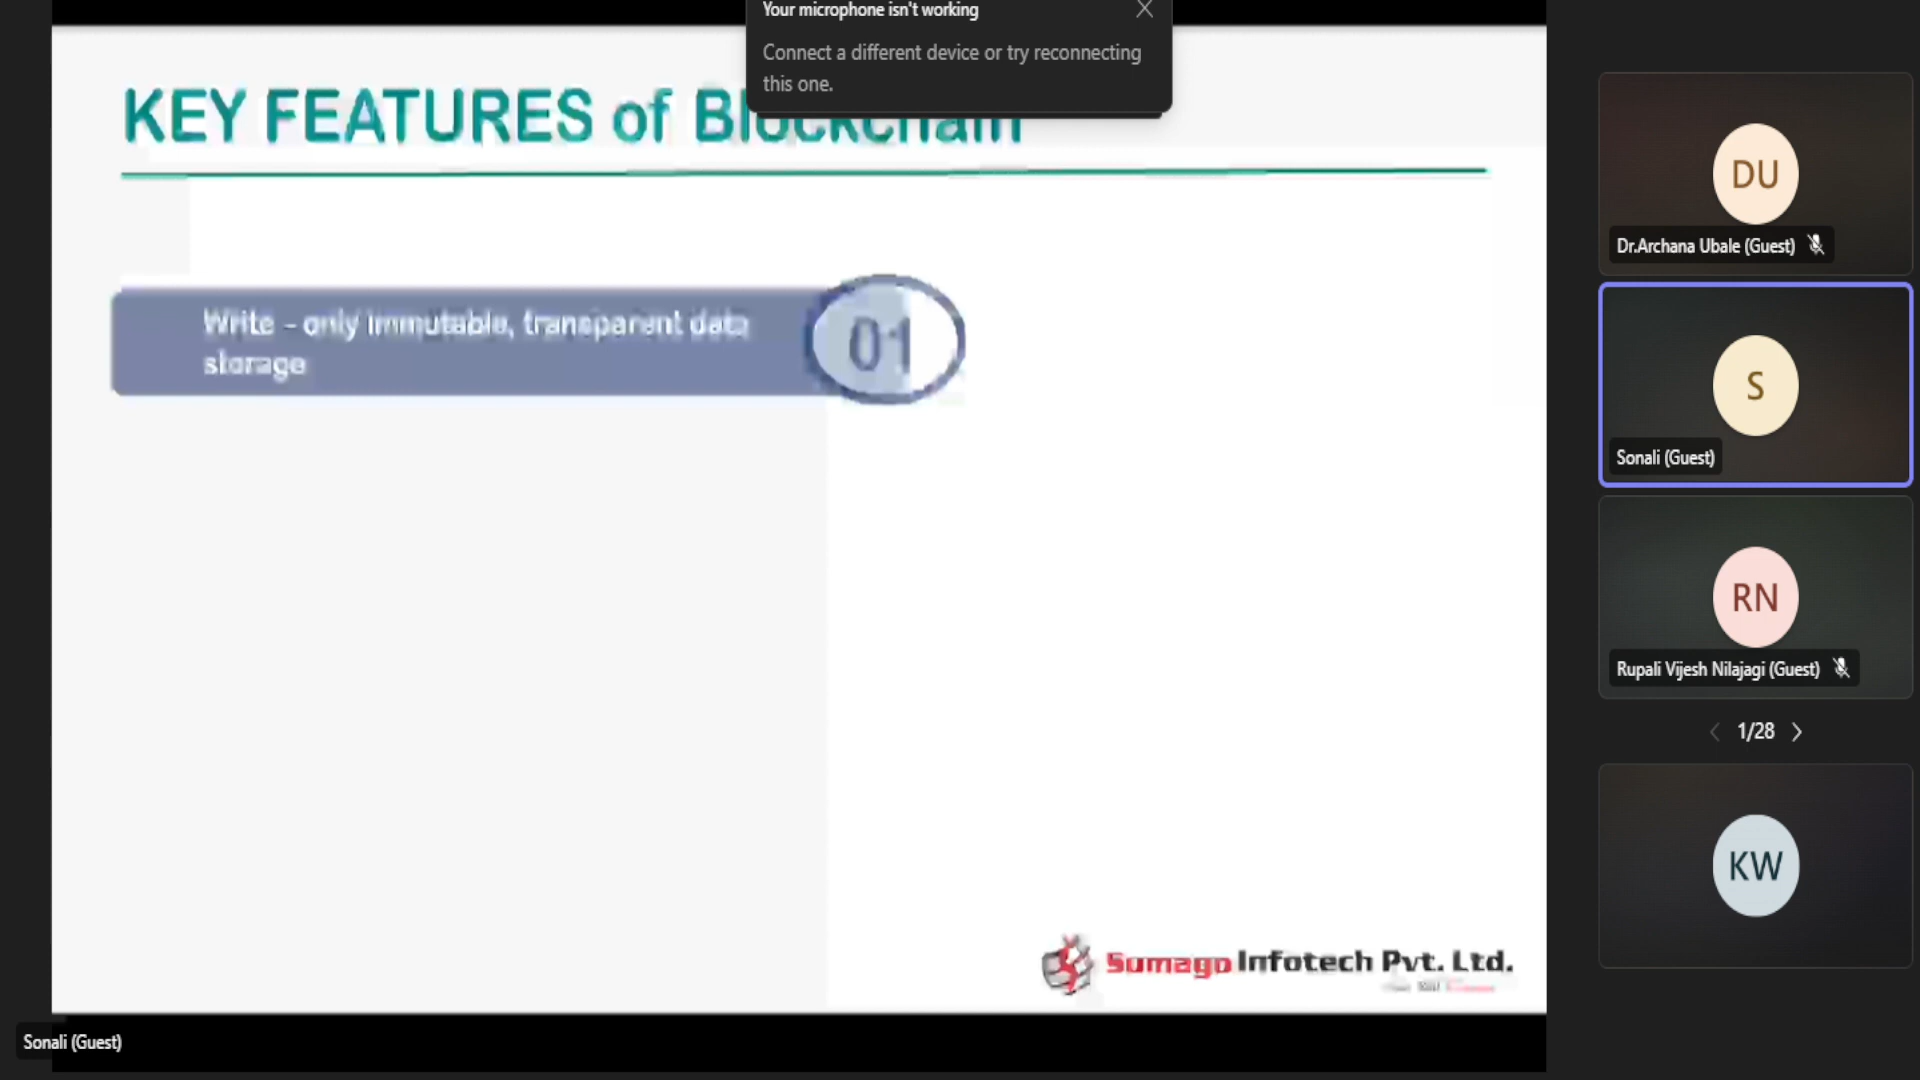 Your microphone isn't working
Connect a different device or try reconnecting
this one.
KEY FEATURES of Blockchain
Write - only immutable, transparent data
storage
01
Sumago Infotech Pvt. Ltd.
DU
Dr.Archana Ubale (Guest)
S
Sonali (Guest)
RN
Rupali Vijesh Nilajagi (Guest)
1/28
KW
Sonali (Guest)